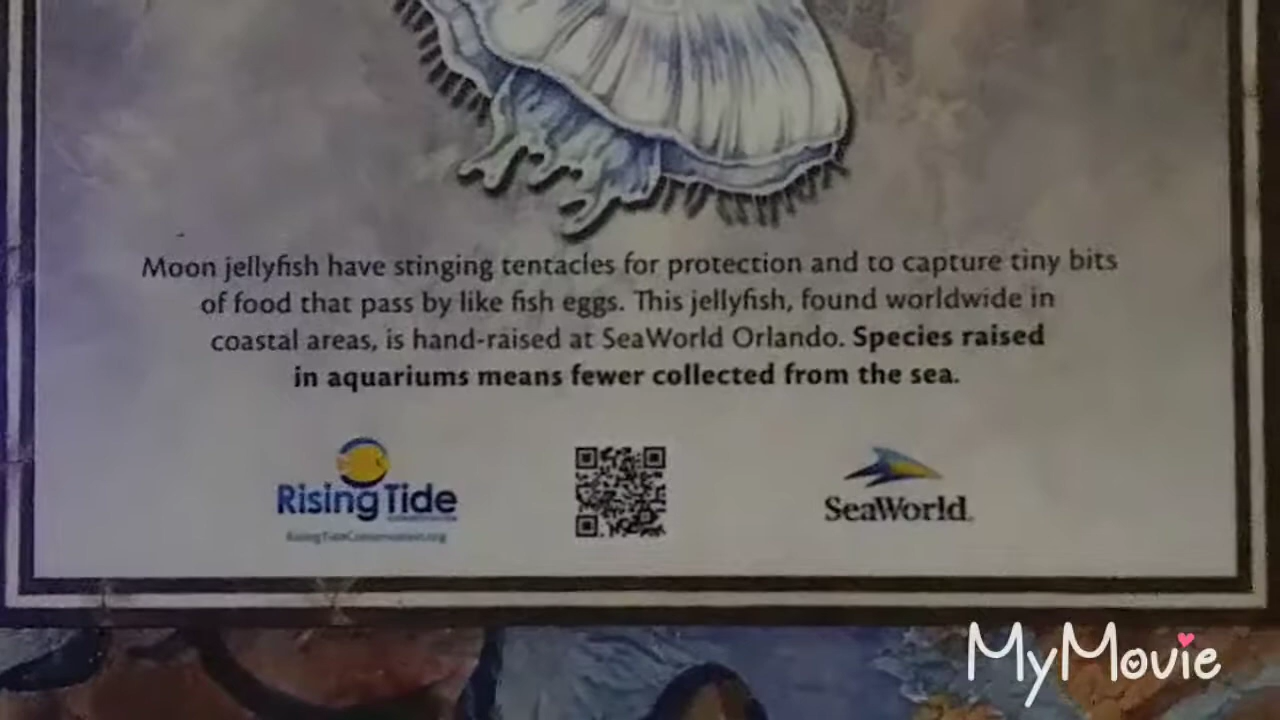 Moon jellyfish have stinging tentacles for protection and to capture tiny bits
of food that pass by like fish eggs. This jellyfish, found worldwide in
coastal areas, is hand-raised at SeaWorld Orlando. Species raised
in aquariums means fewer collected from the sea.
Rising Tide
RisingTideConservation.org
SeaWorld
MyMovie